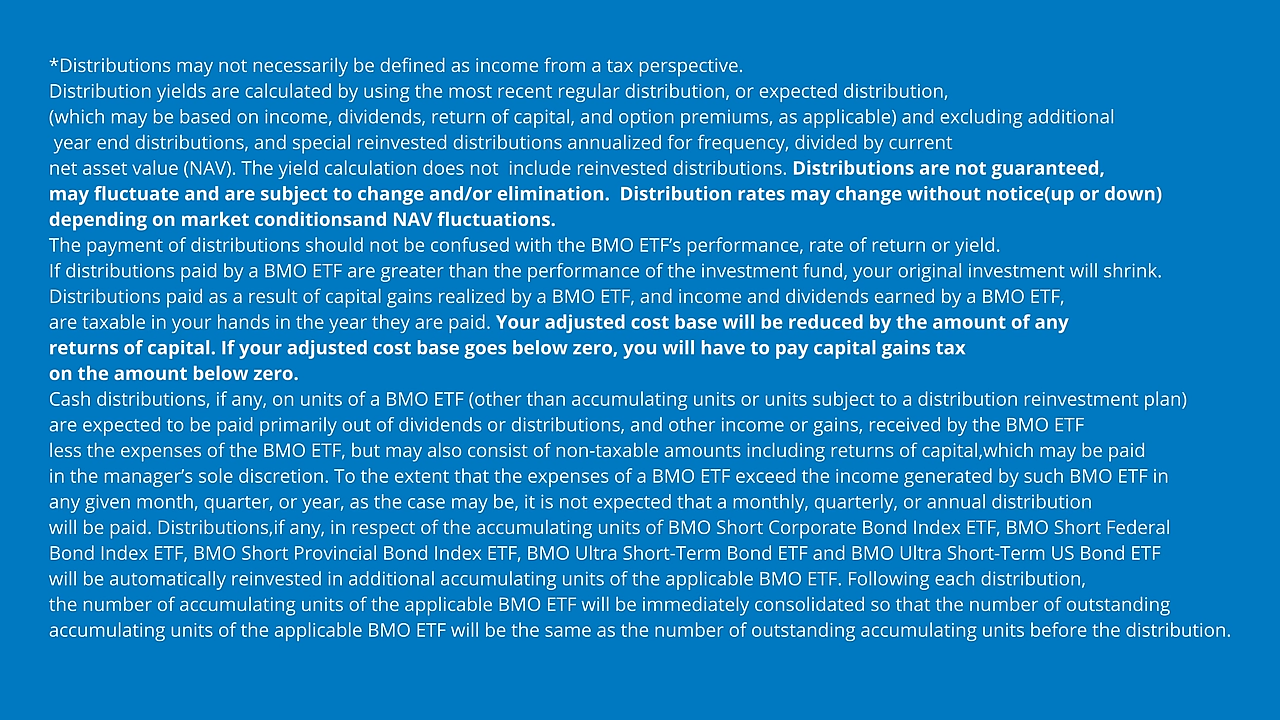 *Distributions may not necessarily be defined as income from a tax perspective.
Distribution yields are calculated by using the most recent regular distribution, or expected distribution,
(which may be based on income, dividends, return of capital, and option premiums, as applicable) and excluding additional
year end distributions, and special reinvested distributions annualized for frequency, divided by current
net asset value (NAV). The yield calculation does not  include reinvested distributions. Distributions are not guaranteed,
may fluctuate and are subject to change and/or elimination.  Distribution rates may change without notice(up or down)
depending on market conditionsand NAV fluctuations.
The payment of distributions should not be confused with the BMO ETF’s performance, rate of return or yield.
If distributions paid by a BMO ETF are greater than the performance of the investment fund, your original investment will shrink.
Distributions paid as a result of capital gains realized by a BMO ETF, and income and dividends earned by a BMO ETF,
are taxable in your hands in the year they are paid. Your adjusted cost base will be reduced by the amount of any
returns of capital. If your adjusted cost base goes below zero, you will have to pay capital gains tax
on the amount below zero.
Cash distributions, if any, on units of a BMO ETF (other than accumulating units or units subject to a distribution reinvestment plan)
are expected to be paid primarily out of dividends or distributions, and other income or gains, received by the BMO ETF
less the expenses of the BMO ETF, but may also consist of non-taxable amounts including returns of capital,which may be paid
in the manager’s sole discretion. To the extent that the expenses of a BMO ETF exceed the income generated by such BMO ETF in
any given month, quarter, or year, as the case may be, it is not expected that a monthly, quarterly, or annual distribution
will be paid. Distributions,if any, in respect of the accumulating units of BMO Short Corporate Bond Index ETF, BMO Short Federal
Bond Index ETF, BMO Short Provincial Bond Index ETF, BMO Ultra Short-Term Bond ETF and BMO Ultra Short-Term US Bond ETF
will be automatically reinvested in additional accumulating units of the applicable BMO ETF. Following each distribution,
the number of accumulating units of the applicable BMO ETF will be immediately consolidated so that the number of outstanding
accumulating units of the applicable BMO ETF will be the same as the number of outstanding accumulating units before the distribution.